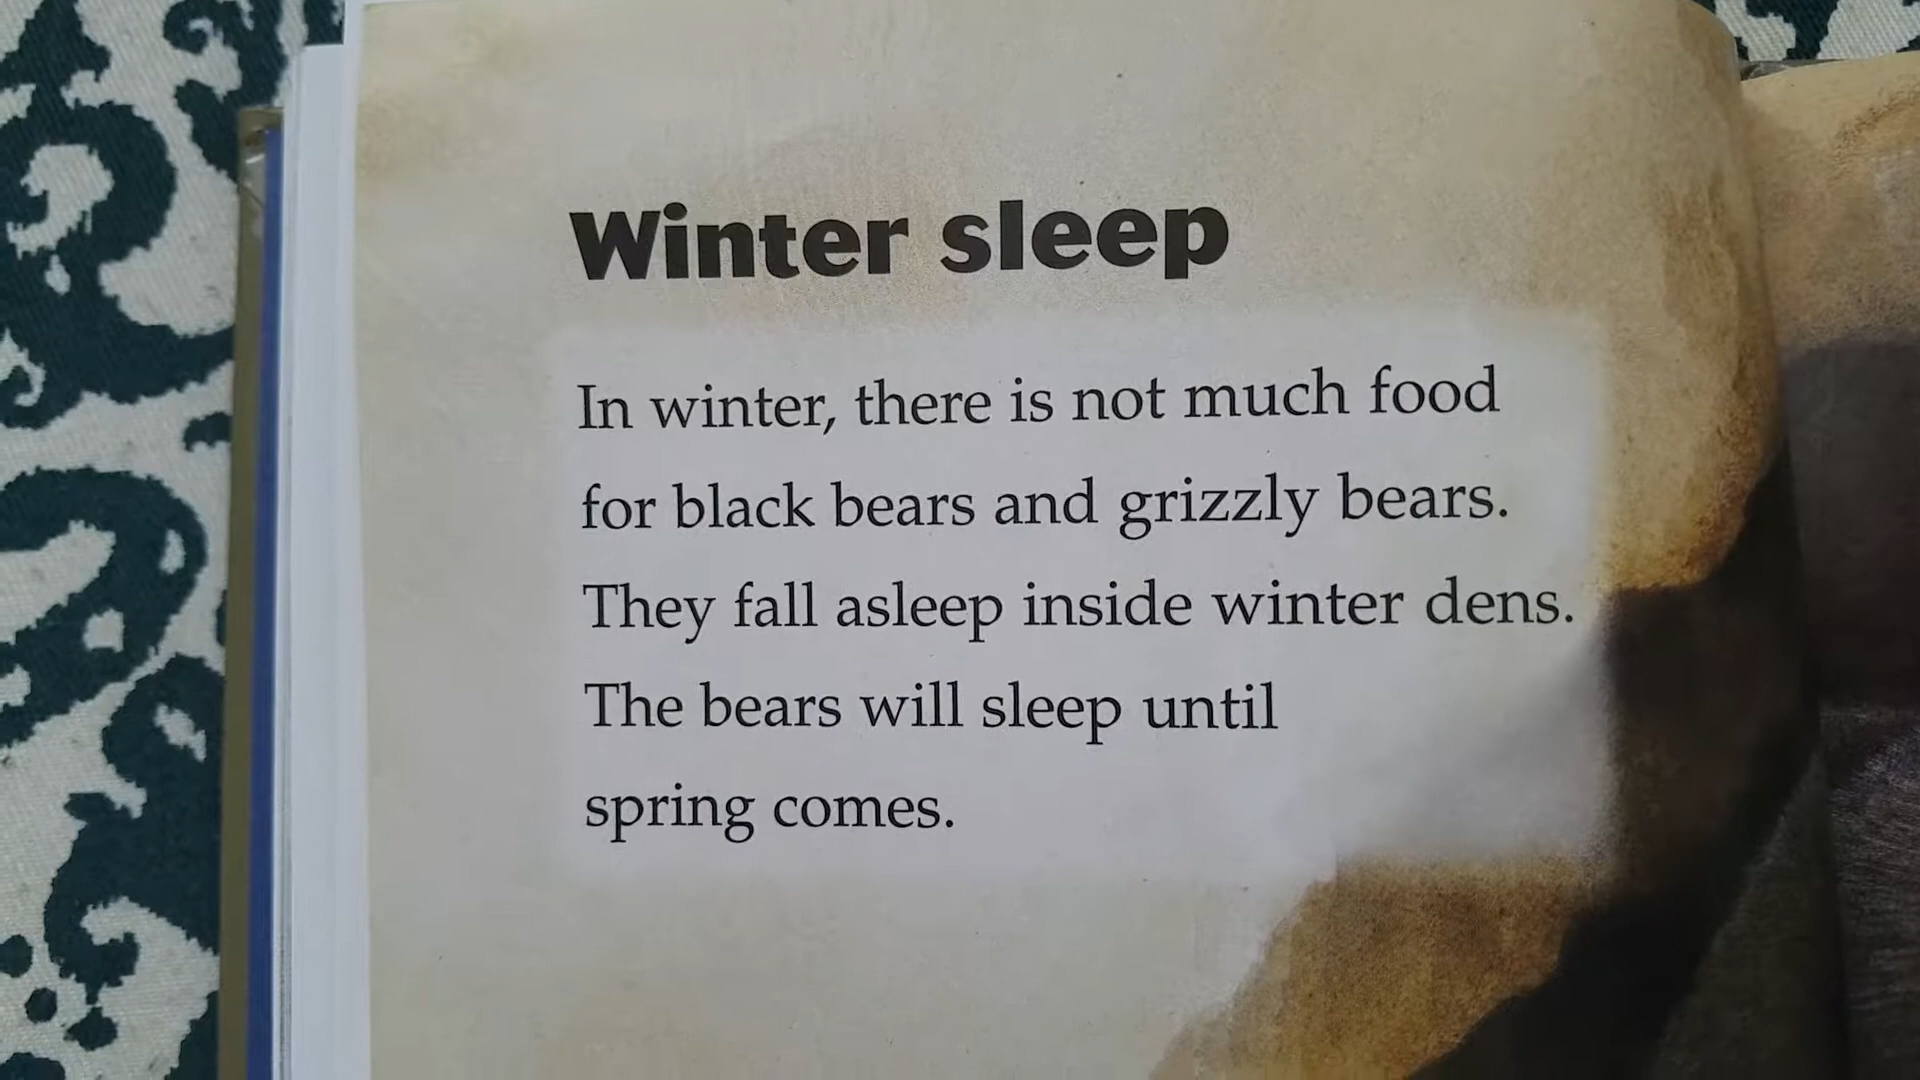 Winter sleep
In winter, there is not much food
for black bears and grizzly bears.
They fall asleep inside winter dens.
The bears will sleep until
spring comes.